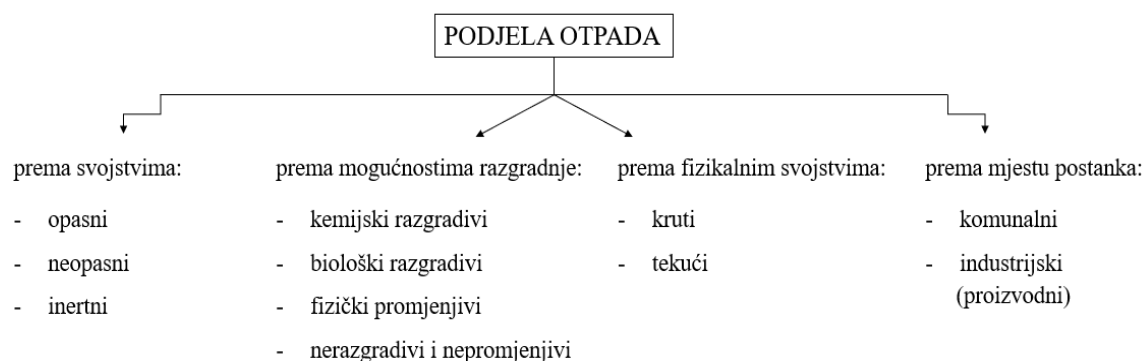 PODJELA OTPADA
prema svojstvima:
- opasni
- neopasni
- inertni
prema mogućnostima razgradnje:
- kemijski razgradivi
- biološki razgradivi
- fizički promjenjivi
- nerazgradivi i nepromjenjivi
prema fizikalnim svojstvima:
- kruti
- tekući
prema mjestu postanka:
- komunalni
- industrijski
(proizvodni)